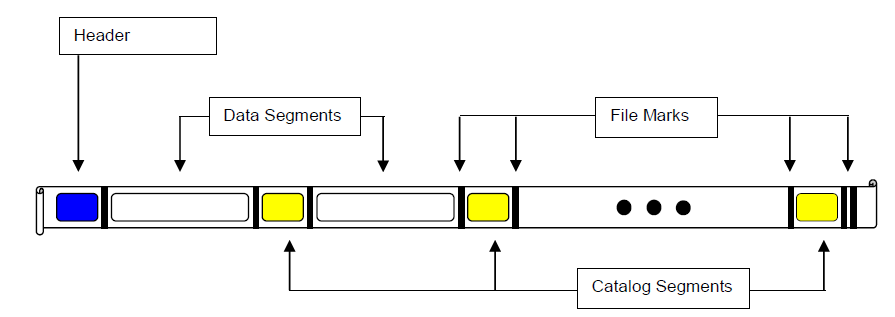 Header
Data Segments
File Marks
Catalog Segments